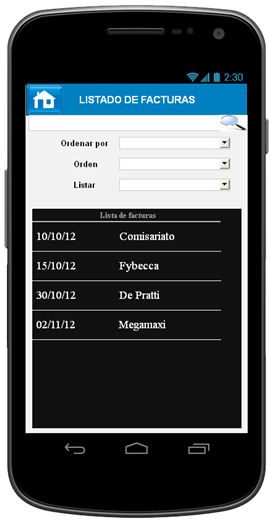 2:30
LISTADO DE FACTURAS
Ordenar por
Orden
Listar
Lista de facturas
10/10/12 Comisariato
15/10/12 Fybecca
30/10/12 De Pratti
02/11/12 Megamaxi